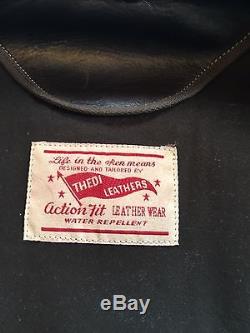 Life in the open means
DESIGNED AND TAILORED BY
THEDI
LEATHERS
Action Fit LEATHER WEAR
WATER REPELLENT